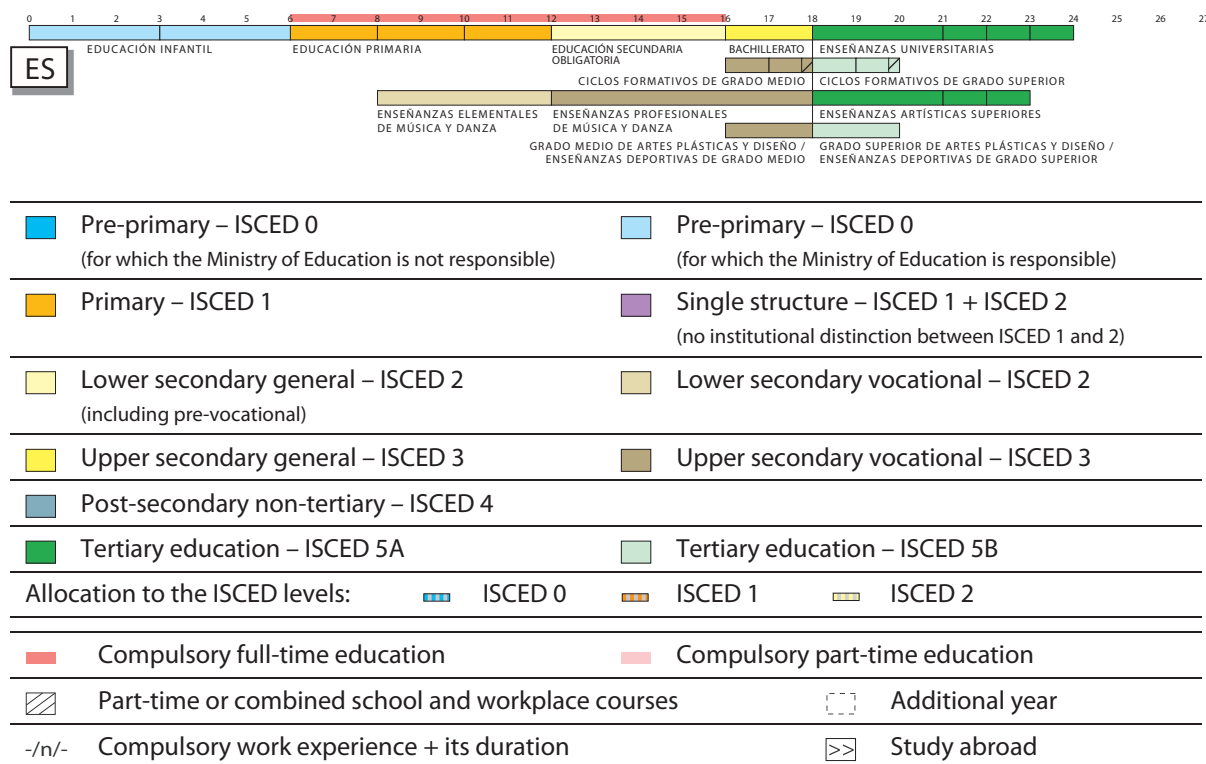 0 1 2 3 4 5 6 7 8 9 10 11 12 13 14 15 16 17 18 19 20 21 22 23 24 25 26 27
EDUCACIÓN INFANTIL EDUCACIÓN PRIMARIA EDUCACIÓN SECUNDARIA BACHILLERATO ENSEÑANZAS UNIVERSITARIAS
OBLIGATORIA
ES
CICLOS FORMATIVOS DE GRADO MEDIO CICLOS FORMATIVOS DE GRADO SUPERIOR
ENSEÑANZAS ELEMENTALES ENSEÑANZAS PROFESIONALES ENSEÑANZAS ARTÍSTICAS SUPERIORES
DE MÚSICA Y DANZA DE MÚSICA Y DANZA
GRADO MEDIO DE ARTES PLÁSTICAS Y DISEÑO / GRADO SUPERIOR DE ARTES PLÁSTICAS Y DISEÑO /
ENSEÑANZAS DEPORTIVAS DE GRADO MEDIO ENSEÑANZAS DEPORTIVAS DE GRADO SUPERIOR
Pre-primary – ISCED 0 Pre-primary – ISCED 0
(for which the Ministry of Education is not responsible) (for which the Ministry of Education is responsible)
Primary – ISCED 1 Single structure – ISCED 1 + ISCED 2
(no institutional distinction between ISCED 1 and 2)
Lower secondary general – ISCED 2 Lower secondary vocational – ISCED 2
(including pre-vocational)
Upper secondary general – ISCED 3 Upper secondary vocational – ISCED 3
Post-secondary non-tertiary – ISCED 4
Tertiary education – ISCED 5A Tertiary education – ISCED 5B
Allocation to the ISCED levels: ISCED 0 ISCED 1 ISCED 2
Compulsory full-time education Compulsory part-time education
Part-time or combined school and workplace courses Additional year
-/n/- Compulsory work experience + its duration >> Study abroad